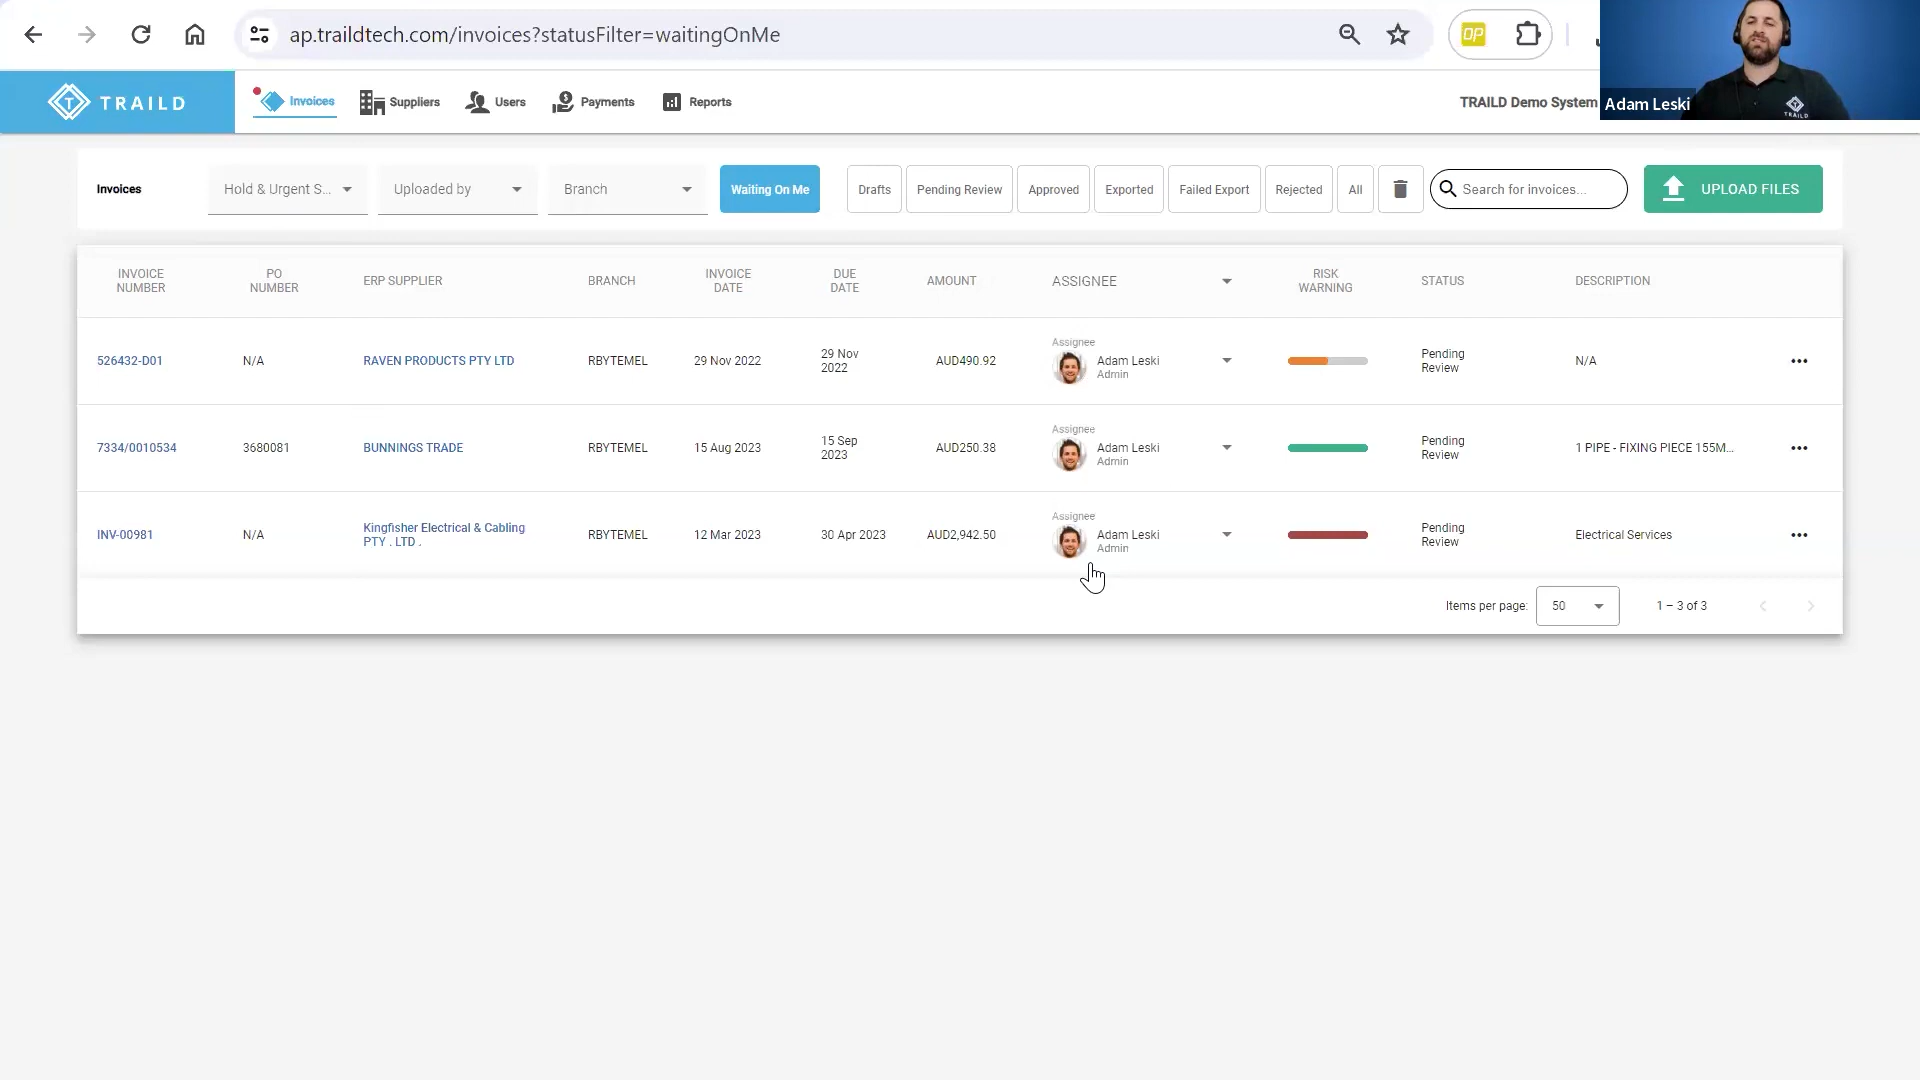 ap.traildtech.com/invoices?statusFilter=waitingOnMe
OP
TRAILD
Invoices
Suppliers
Users
Payments
Reports
TRAILD Demo System
Adam Leski
TRAILD
Invoices
Hold & Urgent S...
Uploaded by
Branch
Waiting On Me
Drafts
Pending Review
Approved
Exported
Failed Export
Rejected
All
Search for invoices...
UPLOAD FILES
INVOICE
NUMBER
PO
NUMBER
ERP SUPPLIER
BRANCH
INVOICE
DATE
DUE
DATE
AMOUNT
ASSIGNEE
RISK
WARNING
STATUS
DESCRIPTION
526432-D01
N/A
RAVEN PRODUCTS PTY LTD
RBYTEMEL
29 Nov 2022
29 Nov
2022
AUD490.92
Assignee
Adam Leski
Admin
Pending
Review
N/A
7334/0010534
3680081
BUNNINGS TRADE
RBYTEMEL
15 Aug 2023
15 Sep
2023
AUD250.38
Assignee
Adam Leski
Admin
Pending
Review
1 PIPE - FIXING PIECE 155M...
INV-00981
N/A
Kingfisher Electrical & Cabling
PTY . LTD .
RBYTEMEL
12 Mar 2023
30 Apr 2023
AUD2,942.50
Assignee
Adam Leski
Admin
Pending
Review
Electrical Services
Items per page:
50
1 – 3 of 3